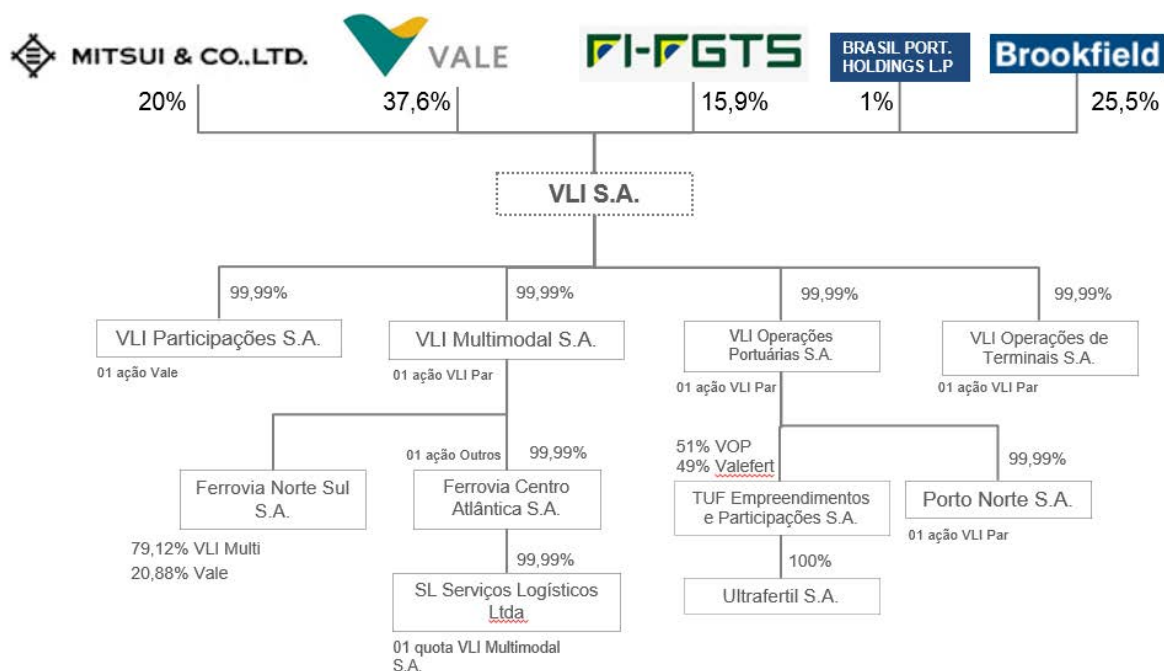 MITSUI & CO.,LTD.
VALE
FI-FGTS
BRASIL PORT.
HOLDINGS L.P
Brookfield
20%
37,6%
15,9%
1%
25,5%
VLI S.A.
99,99%
99,99%
99,99%
99,99%
VLI Participações S.A.
VLI Multimodal S.A.
VLI Operações
Portuárias S.A.
VLI Operações de
Terminais S.A.
01 ação Vale
01 ação VLI Par
01 ação VLI Par
01 ação VLI Par
01 ação Outros
99,99%
51% VOP
49% Valefert
99,99%
Ferrovia Norte Sul
S.A.
Ferrovia Centro
Atlântica S.A.
TUF Empreendimentos
e Participações S.A.
Porto Norte S.A.
01 ação VLI Par
79,12% VLI Multi
20,88% Vale
99,99%
100%
SL Serviços Logísticos
Ltda
Ultrafertil S.A.
01 quota VLI Multimodal
S.A.